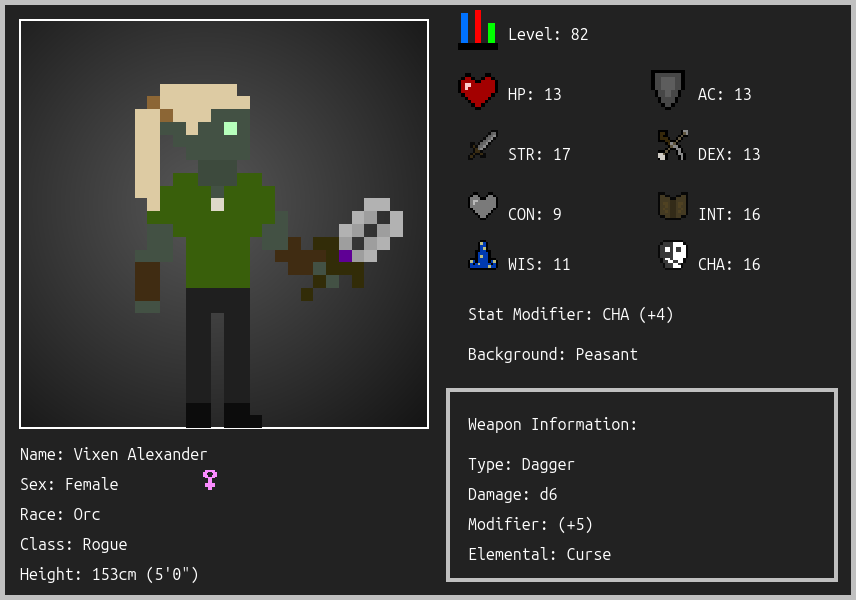 Level: 82
HP: 13
AC: 13
STR: 17
DEX: 13
CON: 9
INT: 16
WIS: 11
CHA: 16
Stat Modifier: CHA (+4)
Background: Peasant
Weapon Information:
Type: Dagger
Damage: d6
Modifier: (+5)
Elemental: Curse
Name: Vixen Alexander
Sex: Female
Race: Orc
Class: Rogue
Height: 153cm (5'0")